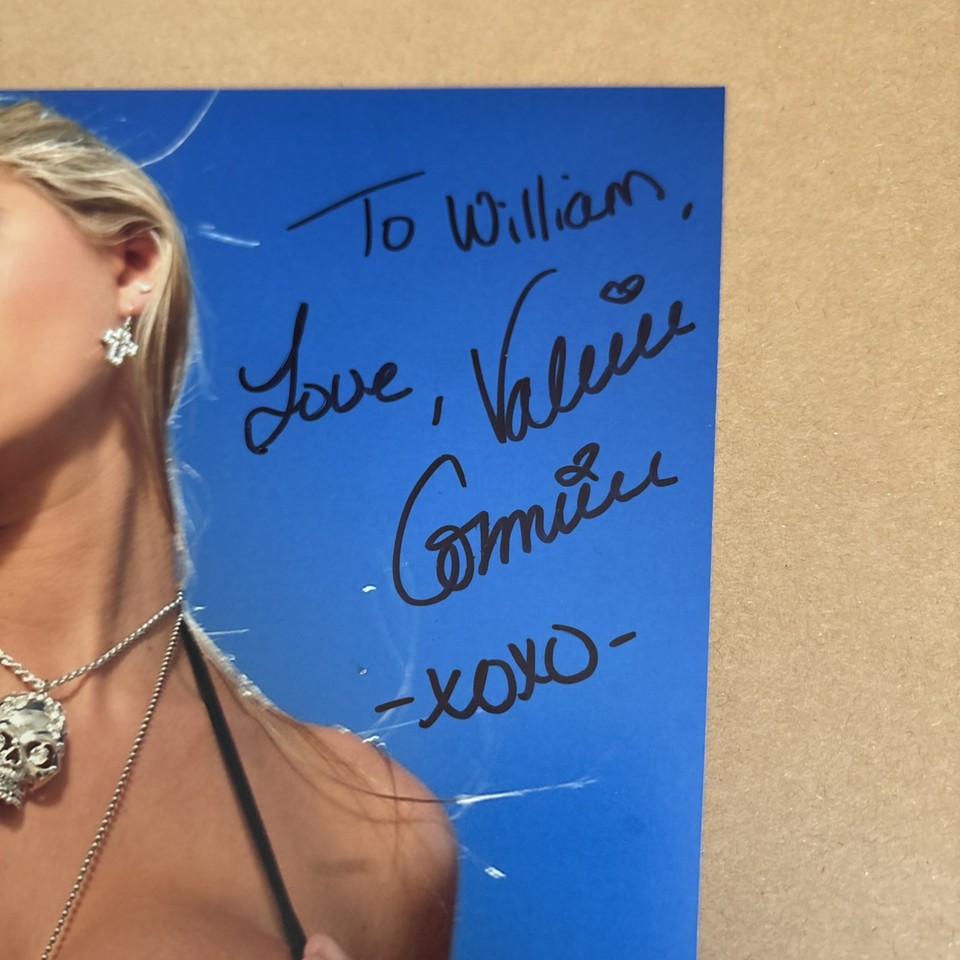 To William,
Love, Valerie
Cormier
-XOXO-